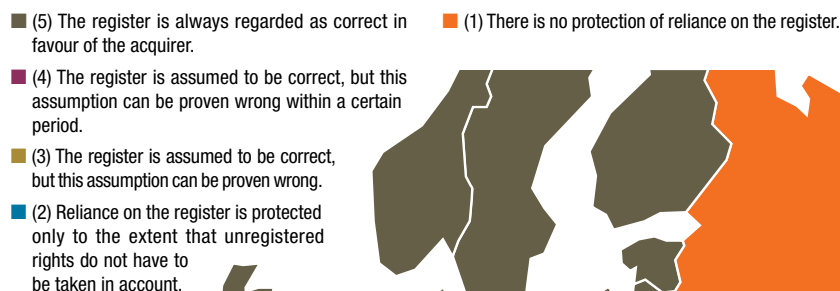 (5) The register is always regarded as correct in
favour of the acquirer.
(4) The register is assumed to be correct, but this
assumption can be proven wrong within a certain
period.
(3) The register is assumed to be correct,
but this assumption can be proven wrong.
(2) Reliance on the register is protected
only to the extent that unregistered
rights do not have to
be taken in account.
(1) There is no protection of reliance on the register.